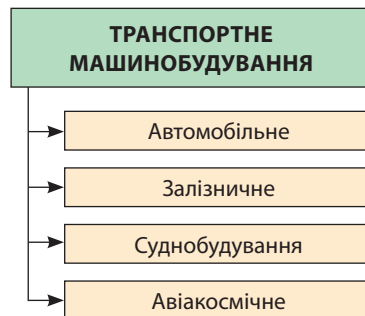 ТРАНСПОРТНЕ
МАШИНОБУДУВАННЯ
Автомобільне
Залізничне
Суднобудування
Авіакосмічне